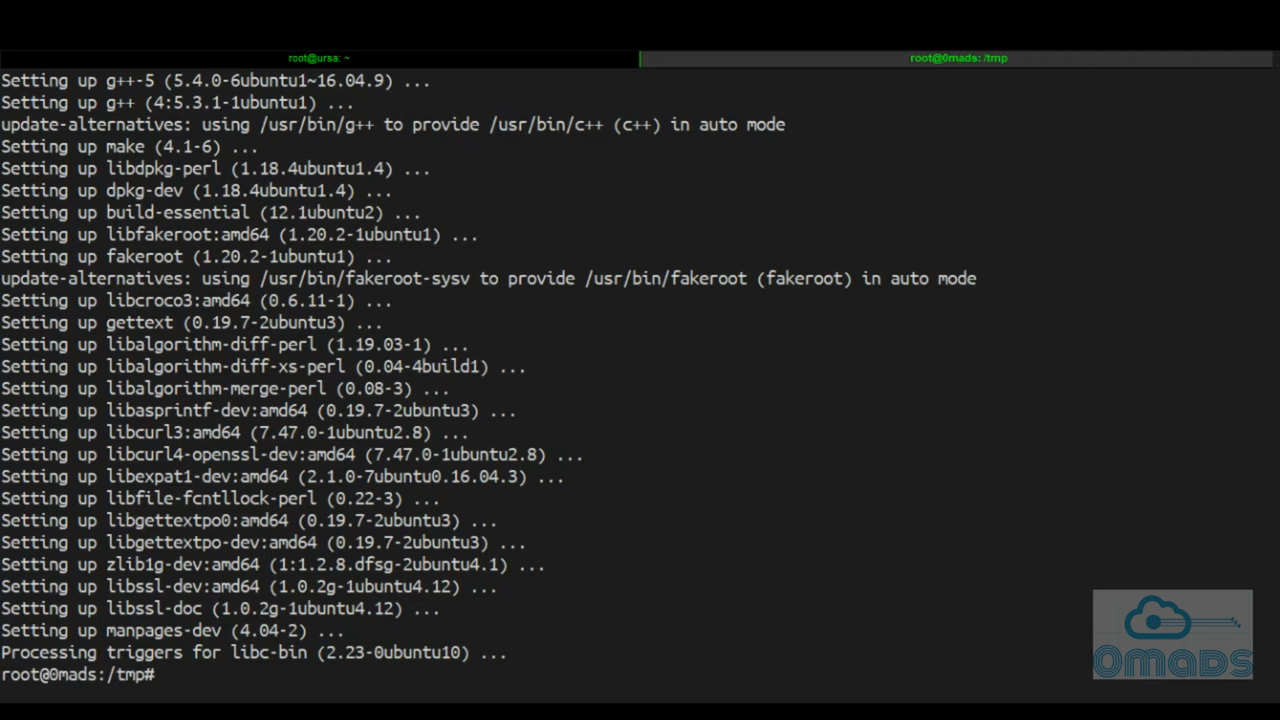 root@ursa: ~
root@0mads: /tmp
Setting up g++-5 (5.4.0-6ubuntu1~16.04.9) ...
Setting up g++ (4:5.3.1-1ubuntu1) ...
update-alternatives: using /usr/bin/g++ to provide /usr/bin/c++ (c++) in auto mode
Setting up make (4.1-6) ...
Setting up libdpkg-perl (1.18.4ubuntu1.4) ...
Setting up dpkg-dev (1.18.4ubuntu1.4) ...
Setting up build-essential (12.1ubuntu2) ...
Setting up libfakeroot:amd64 (1.20.2-1ubuntu1) ...
Setting up fakeroot (1.20.2-1ubuntu1) ...
update-alternatives: using /usr/bin/fakeroot-sysv to provide /usr/bin/fakeroot (fakeroot) in auto mode
Setting up libcroco3:amd64 (0.6.11-1) ...
Setting up gettext (0.19.7-2ubuntu3) ...
Setting up libalgorithm-diff-perl (1.19.03-1) ...
Setting up libalgorithm-diff-xs-perl (0.04-4build1) ...
Setting up libalgorithm-merge-perl (0.08-3) ...
Setting up libasprintf-dev:amd64 (0.19.7-2ubuntu3) ...
Setting up libcurl3:amd64 (7.47.0-1ubuntu2.8) ...
Setting up libcurl4-openssl-dev:amd64 (7.47.0-1ubuntu2.8) ...
Setting up libexpat1-dev:amd64 (2.1.0-7ubuntu0.16.04.3) ...
Setting up libfile-fcntllock-perl (0.22-3) ...
Setting up libgettextpo0:amd64 (0.19.7-2ubuntu3) ...
Setting up libgettextpo-dev:amd64 (0.19.7-2ubuntu3) ...
Setting up zlib1g-dev:amd64 (1:1.2.8.dfsg-2ubuntu4.1) ...
Setting up libssl-dev:amd64 (1.0.2g-1ubuntu4.12) ...
Setting up libssl-doc (1.0.2g-1ubuntu4.12) ...
Setting up manpages-dev (4.04-2) ...
Processing triggers for libc-bin (2.23-0ubuntu10) ...
root@0mads:/tmp#
0mads